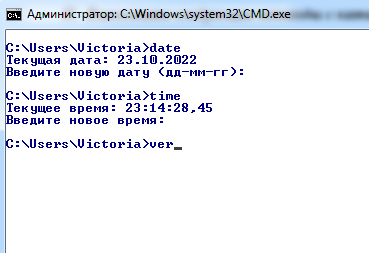 Администратор: C:\Windows\system32\CMD.exe
C:\Users\Victoria>date
Текущая дата: 23.10.2022
Введите новую дату (дд-мм-гг):
C:\Users\Victoria>time
Текущее время: 23:14:28,45
Введите новое время:
C:\Users\Victoria>ver_